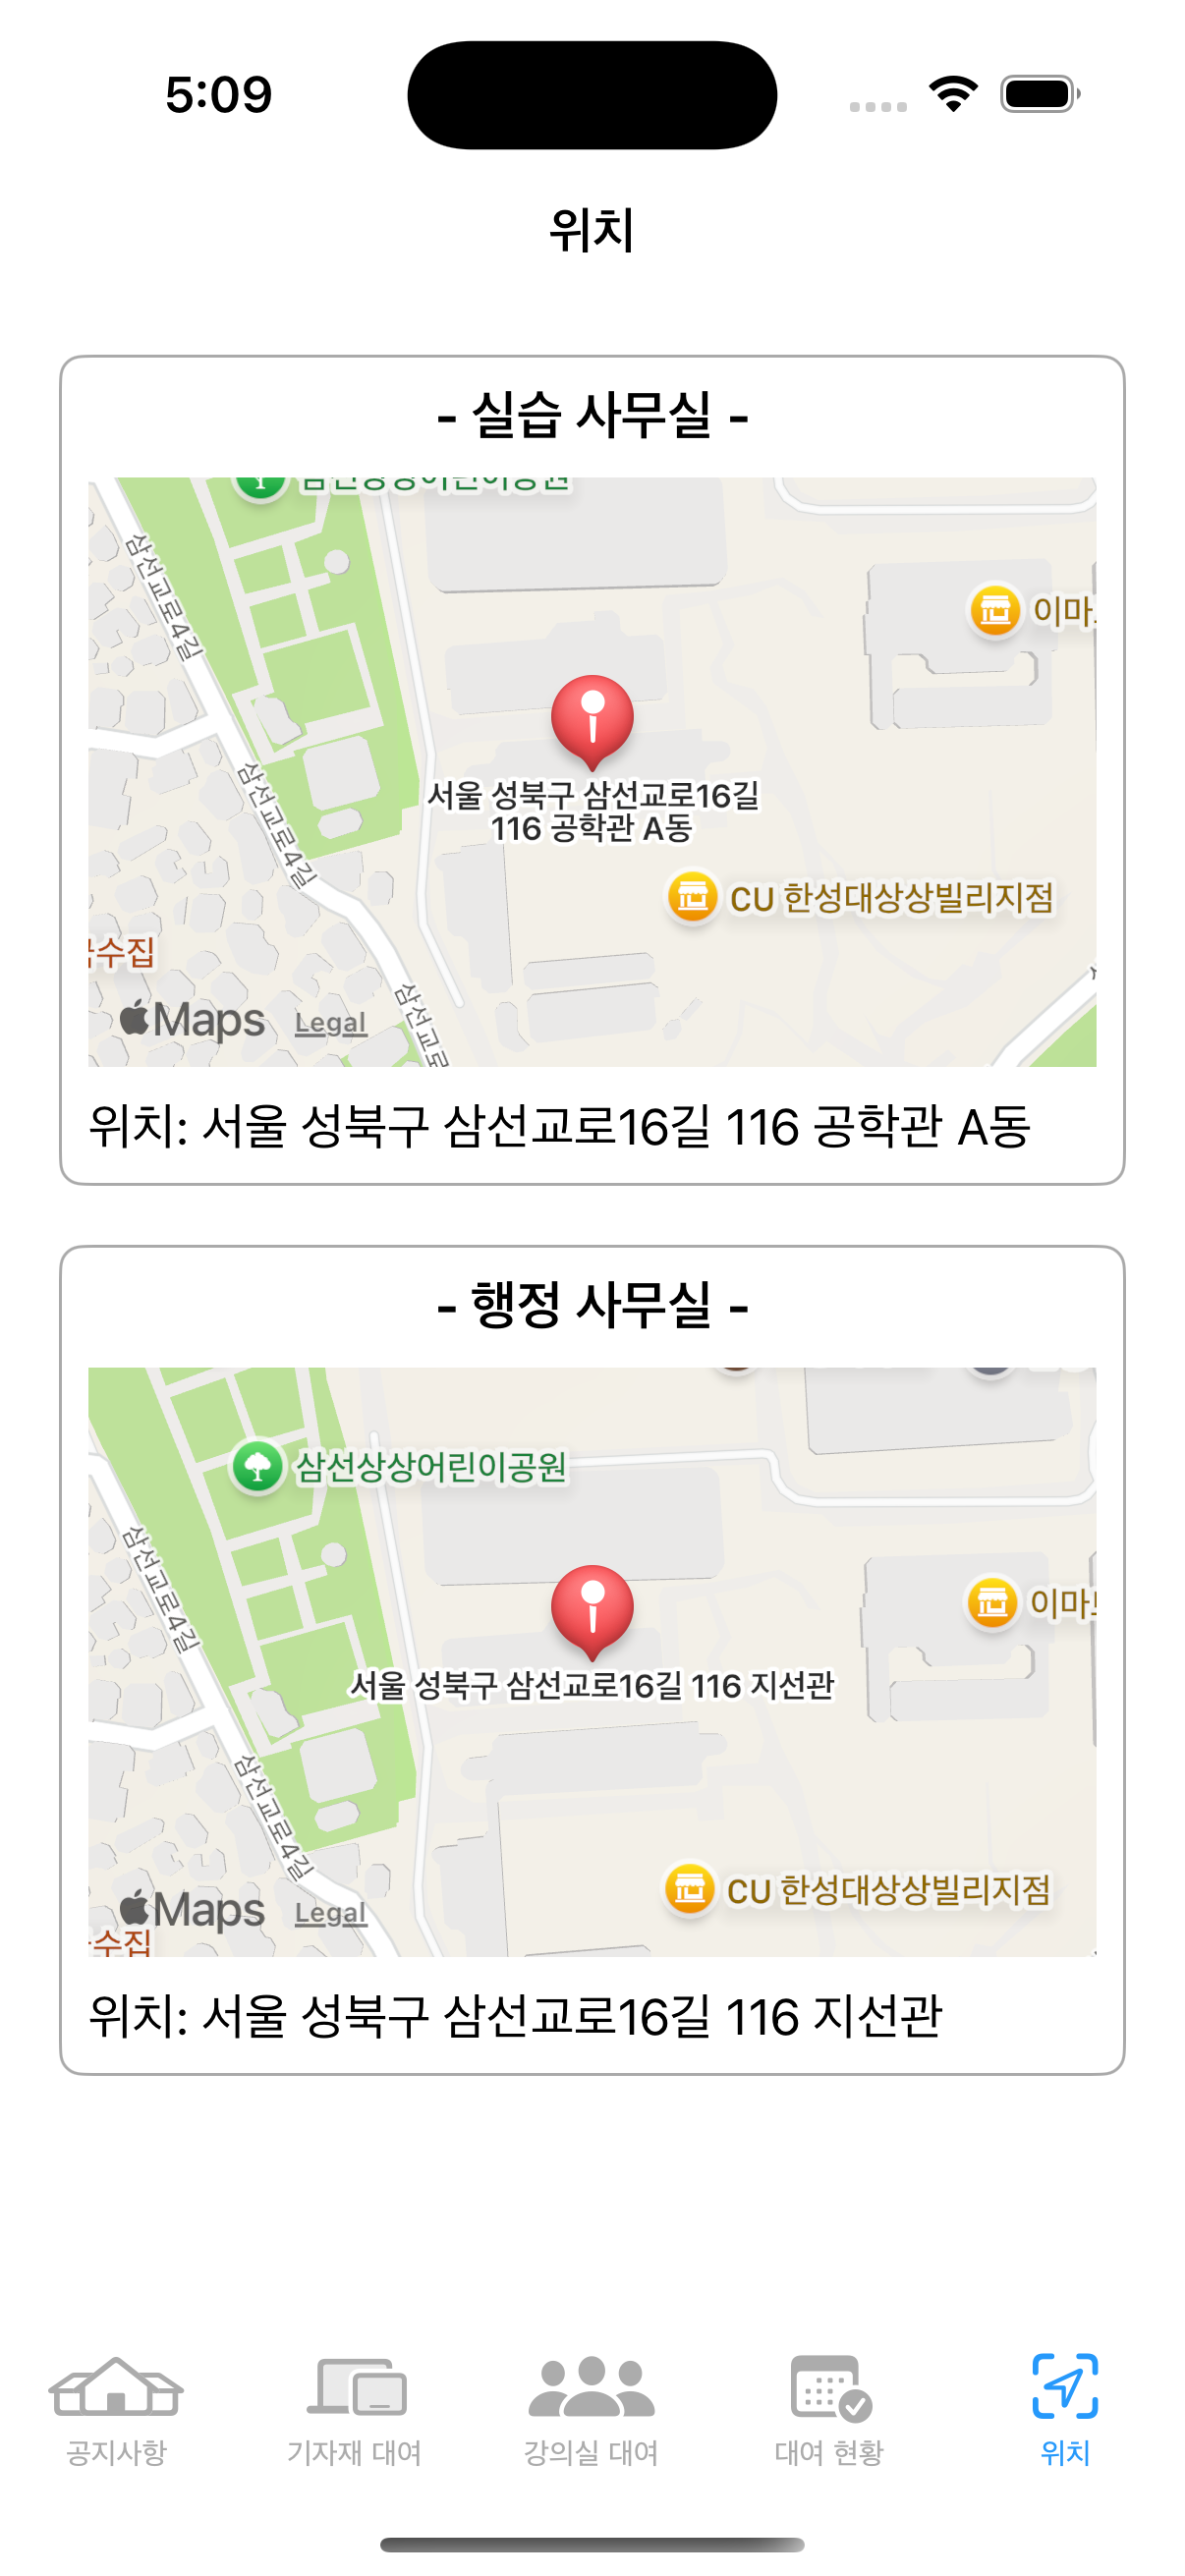 5:09
위치
- 실습 사무실 -
삼선교로4길
이마
서울 성북구 삼선교로16길
116 공학관 A동
삼선교로4길
CU 한성대상상빌리지점
수집
Maps Legal
삼선교로
위치: 서울 성북구 삼선교로16길 116 공학관 A동
- 행정 사무실 -
삼선상상어린이공원
삼선교로4길
이마
서울 성북구 삼선교로16길 116 지선관
삼선교로4길
CU 한성대상상빌리지점
Maps Legal
수집
위치: 서울 성북구 삼선교로16길 116 지선관
공지사항
기자재 대여
강의실 대여
대여 현황
위치